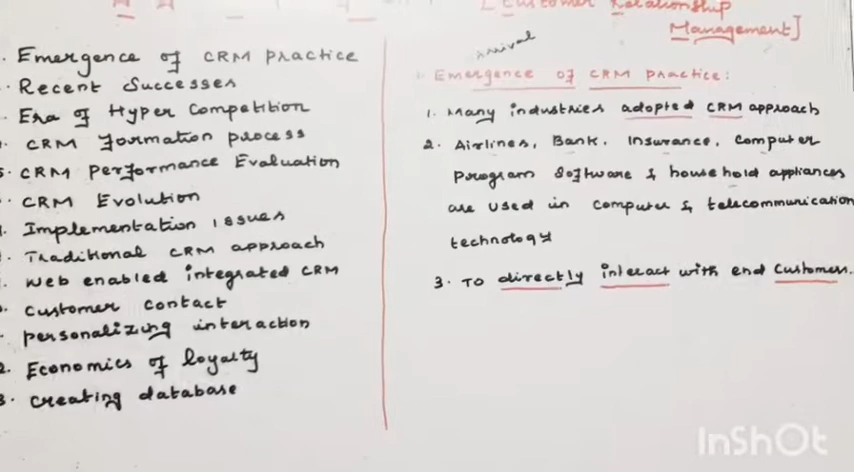 [Customer Relationship
Management]
Emergence of CRM practice
Recent Successes
Era of Hyper Competition
CRM Formation process
5. CRM performance Evaluation
CRM Evolution
Implementation issues
Traditional CRM approach
Web enabled integrated CRM
Customer contact
personalizing interaction
2. Economics of loyalty
3. creating database
arrival
Emergence of CRM practice:
1. Many industries adopted CRM approach
2. Airlines, Bank, Insurance, Computer
program software & household appliances
are used in computer & telecommunication
technology
3. To directly interact with end customers.
InShOt